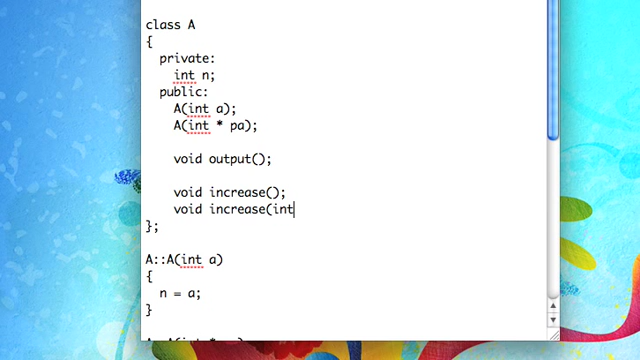 class A
{
private:
int n;
public:
A(int a);
A(int * pa);
void output();
void increase();
void increase(int
};
A::A(int a)
{
n = a;
}